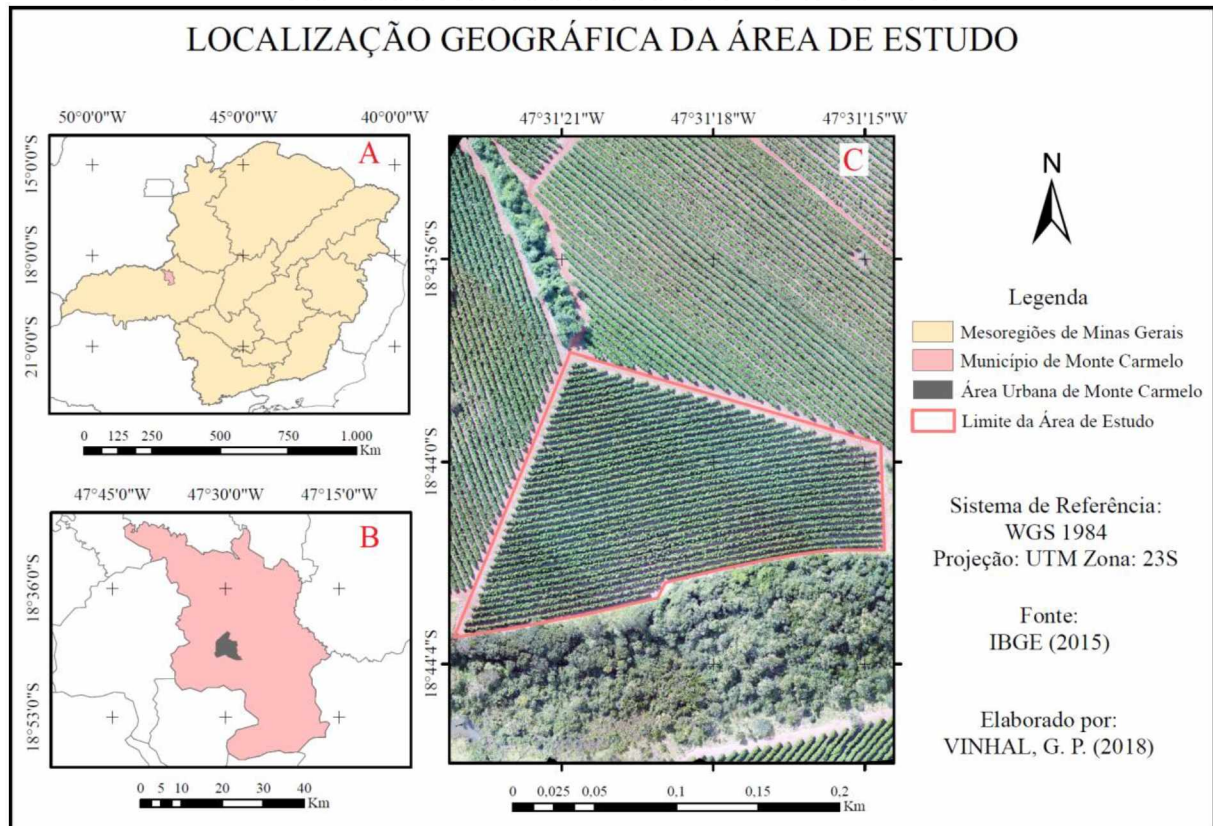 LOCALIZAÇÃO GEOGRÁFICA DA ÁREA DE ESTUDO
50°0'0"W 45°0'0"W 40°0'0"W
15°0'0"S
18°0'0"S
21°0'0"S
A
0 125 250 500 750 1.000
Km
47°45'0"W 47°30'0"W 47°15'0"W
18°36'0"S
18°53'0"S
B
0 5 10 20 30 40
Km
47°31'21"W 47°31'18"W 47°31'15"W
18°43'56"S
18°44'0"S
18°44'4"S
C
0 0,025 0,05 0,1 0,15 0,2
Km
N
Legenda
Mesoregiões de Minas Gerais
Município de Monte Carmelo
Área Urbana de Monte Carmelo
Limite da Área de Estudo
Sistema de Referência:
WGS 1984
Projeção: UTM Zona: 23S
Fonte:
IBGE (2015)
Elaborado por:
VINHAL, G. P. (2018)